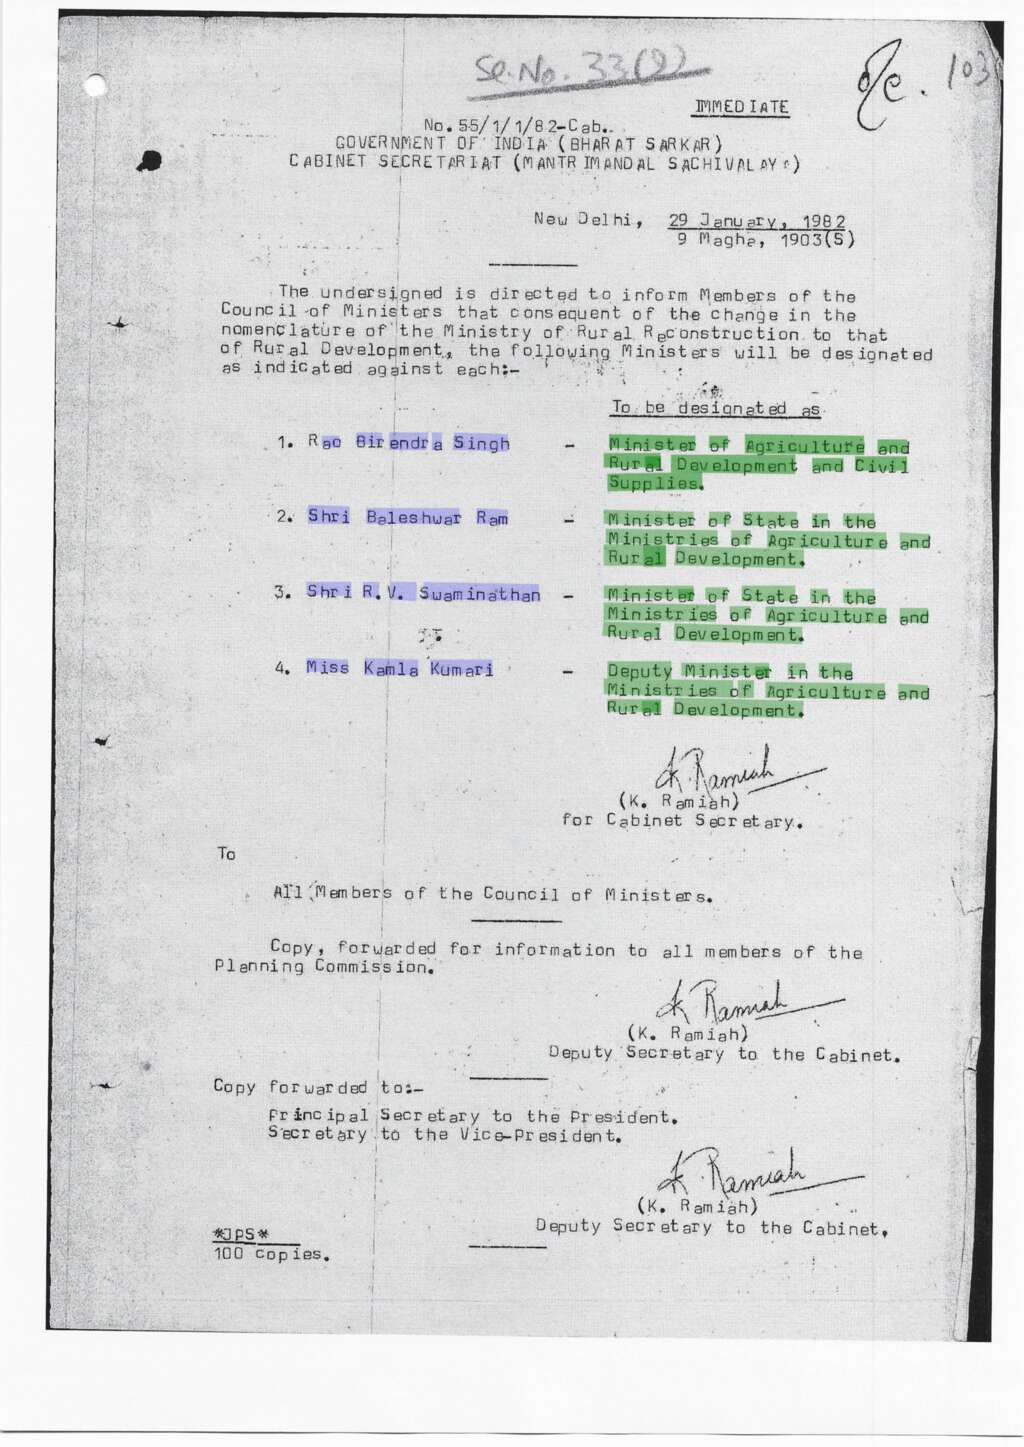 Se.No. 33(9)
o/c. 103
IMMEDIATE
No. 55/1/1/82-Cab.
GOVERNMENT OF INDIA (BHARAT SARKAR)
CABINET SECRETARIAT (MANTRIMANDAL SACHIVALAYA)
New Delhi, 29 January, 1982
9 Magha, 1903(S)
The undersigned is directed to inform Members of the
Council of Ministers that consequent of the change in the
nomenclature of the Ministry of Rural Reconstruction to that
of Rural Development, the following Ministers will be designated
as indicated against each:-
To be designated as
1. Rao Birendra Singh - Minister of Agriculture and
Rural Development and Civil
Supplies.
2. Shri Baleshwar Ram - Minister of State in the
Ministries of Agriculture and
Rural Development.
3. Shri R.V. Swaminathan - Minister of State in the
Ministries of Agriculture and
Rural Development.
4. Miss Kamla Kumari - Deputy Minister in the
Ministries of Agriculture and
Rural Development.
K. Ramiah
(K. Ramiah)
for Cabinet Secretary.
To
All Members of the Council of Ministers.
Copy, forwarded for information to all members of the
Planning Commission.
K Ramiah
(K. Ramiah)
Deputy Secretary to the Cabinet.
Copy forwarded to:-
Principal Secretary to the President.
Secretary to the Vice-President.
K. Ramiah
(K. Ramiah)
Deputy Secretary to the Cabinet.
*JPS*
100 copies.